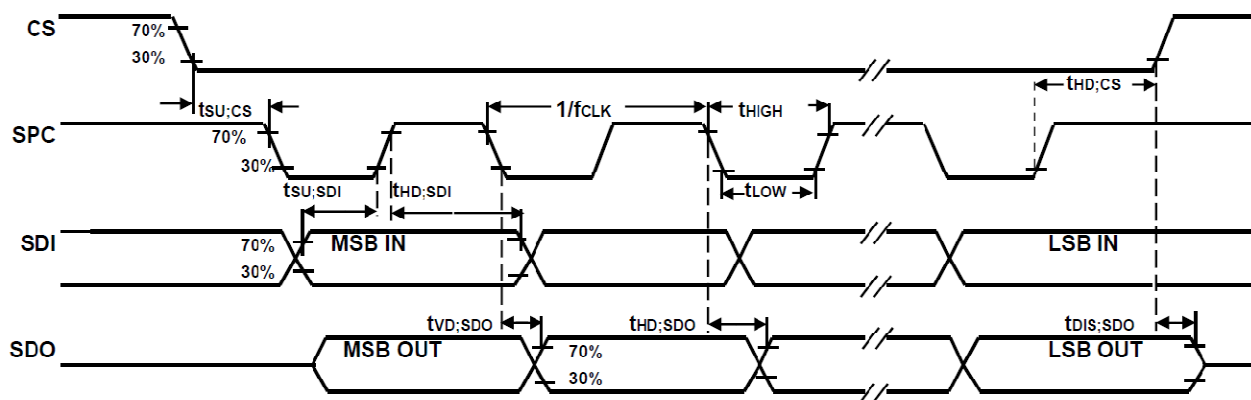 CS
70%
30%
tSU;CS
1/fCLK
tHIGH
tHD;CS
SPC
70%
30%
tSU;SDI
tHD;SDI
tLOW
SDI
70%
30%
MSB IN
LSB IN
tVD;SDO
tHD;SDO
tDIS;SDO
SDO
MSB OUT
70%
30%
LSB OUT